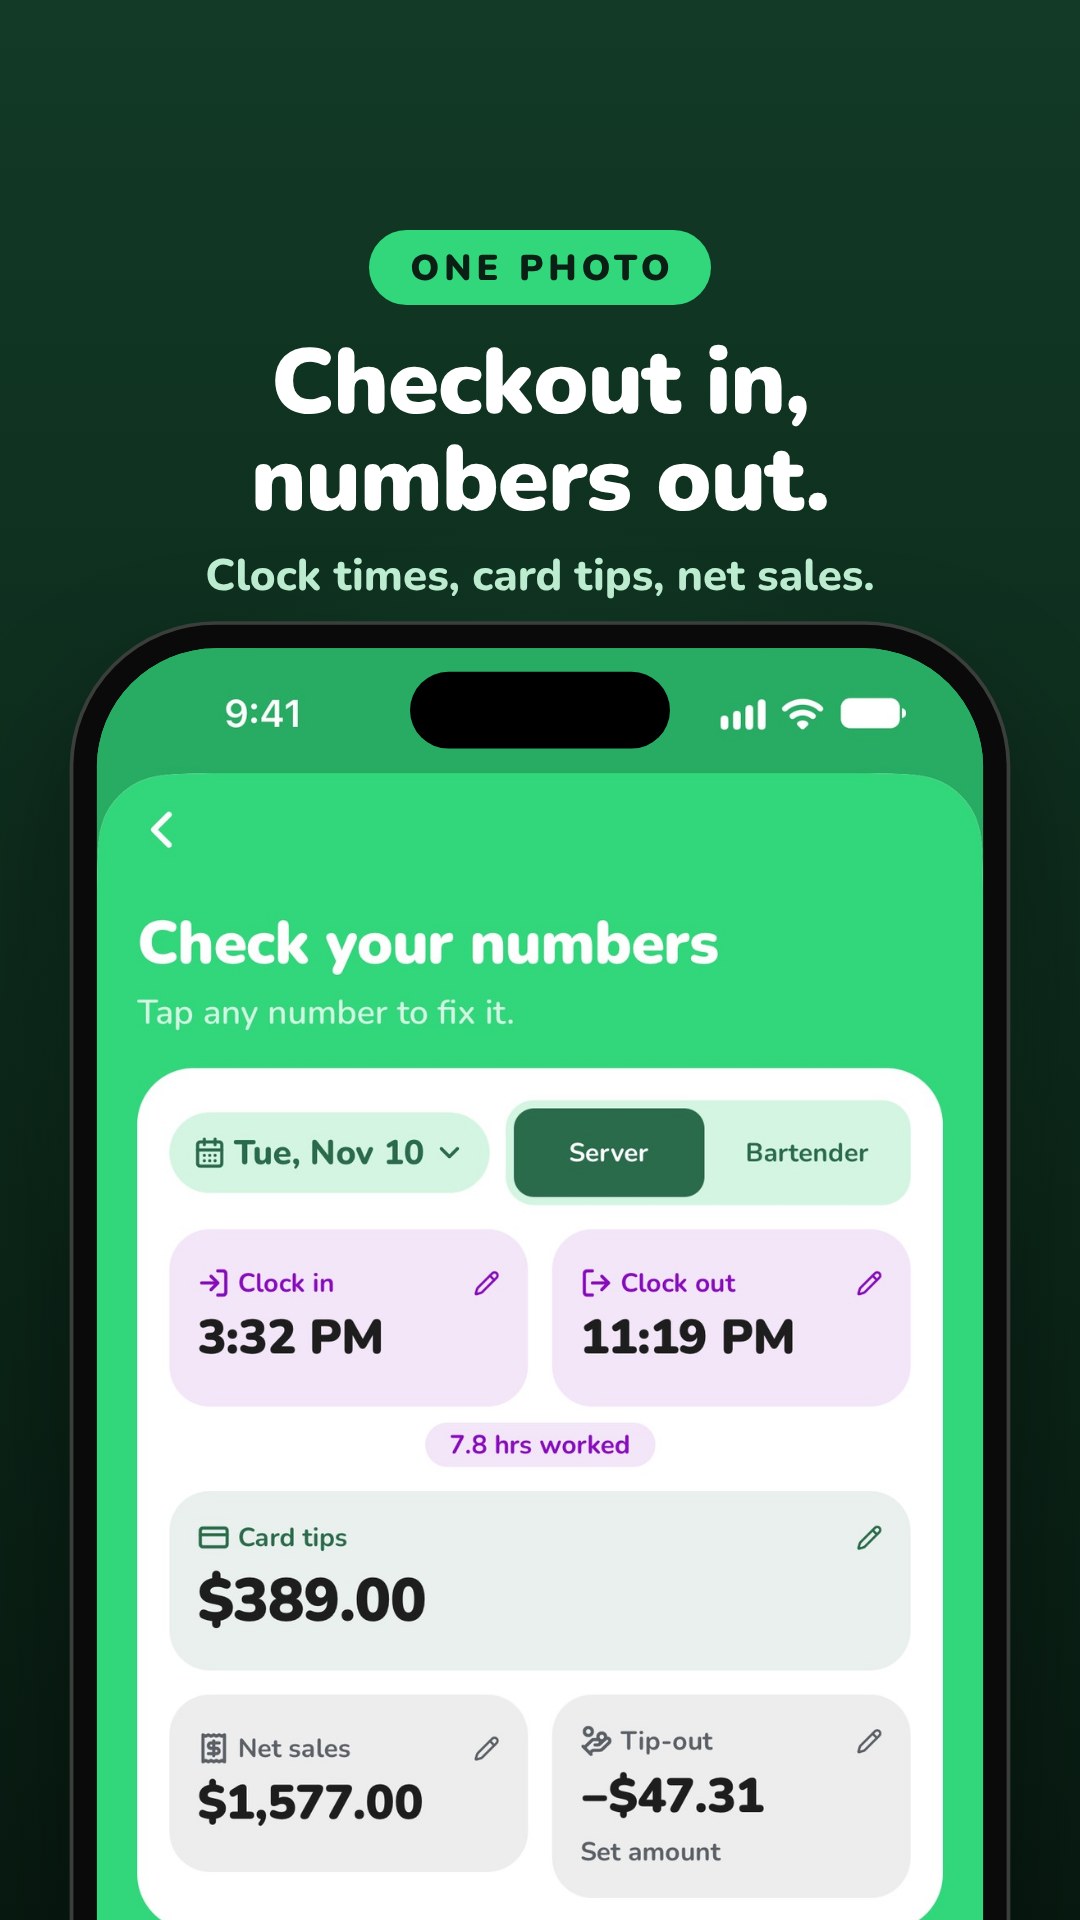 ONE PHOTO
Checkout in,
numbers out.
Clock times, card tips, net sales.
9:41
Check your numbers
Tap any number to fix it.
Tue, Nov 10
Server
Bartender
Clock in
3:32 PM
Clock out
11:19 PM
7.8 hrs worked
Card tips
$389.00
Net sales
$1,577.00
Tip-out
–$47.31
Set amount